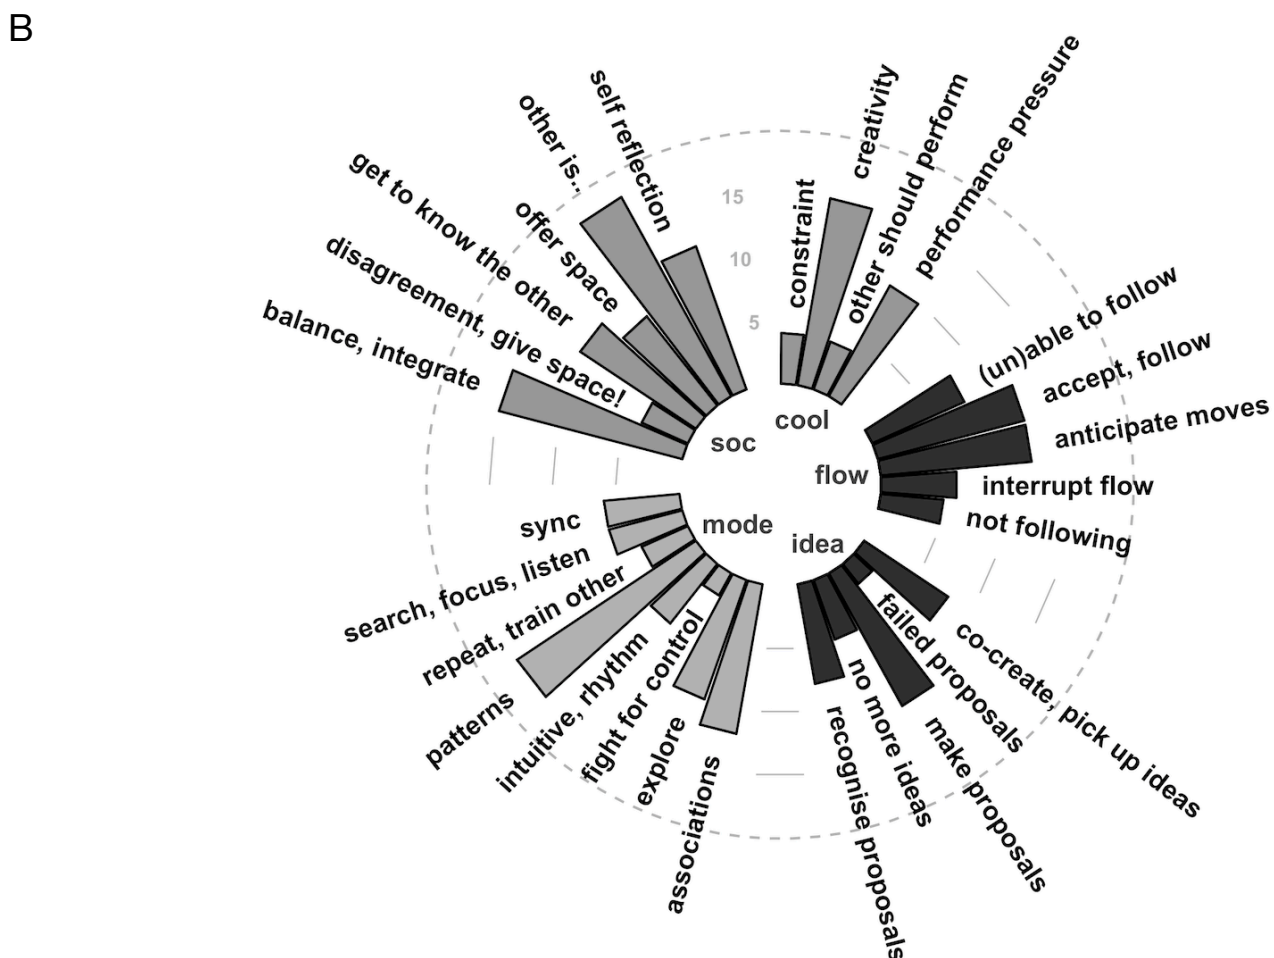 B
constraint
creativity
other should perform
performance pressure
(un)able to follow
accept, follow
anticipate moves
interrupt flow
not following
co-create, pick up ideas
failed proposals
make proposals
no more ideas
recognise proposals
associations
explore
fight for control
intuitive, rhythm
patterns
repeat, train other
search, focus, listen
sync
balance, integrate
disagreement, give space!
get to know the other
offer space
other is..
self reflection
15
10
5
cool
soc
flow
mode
idea